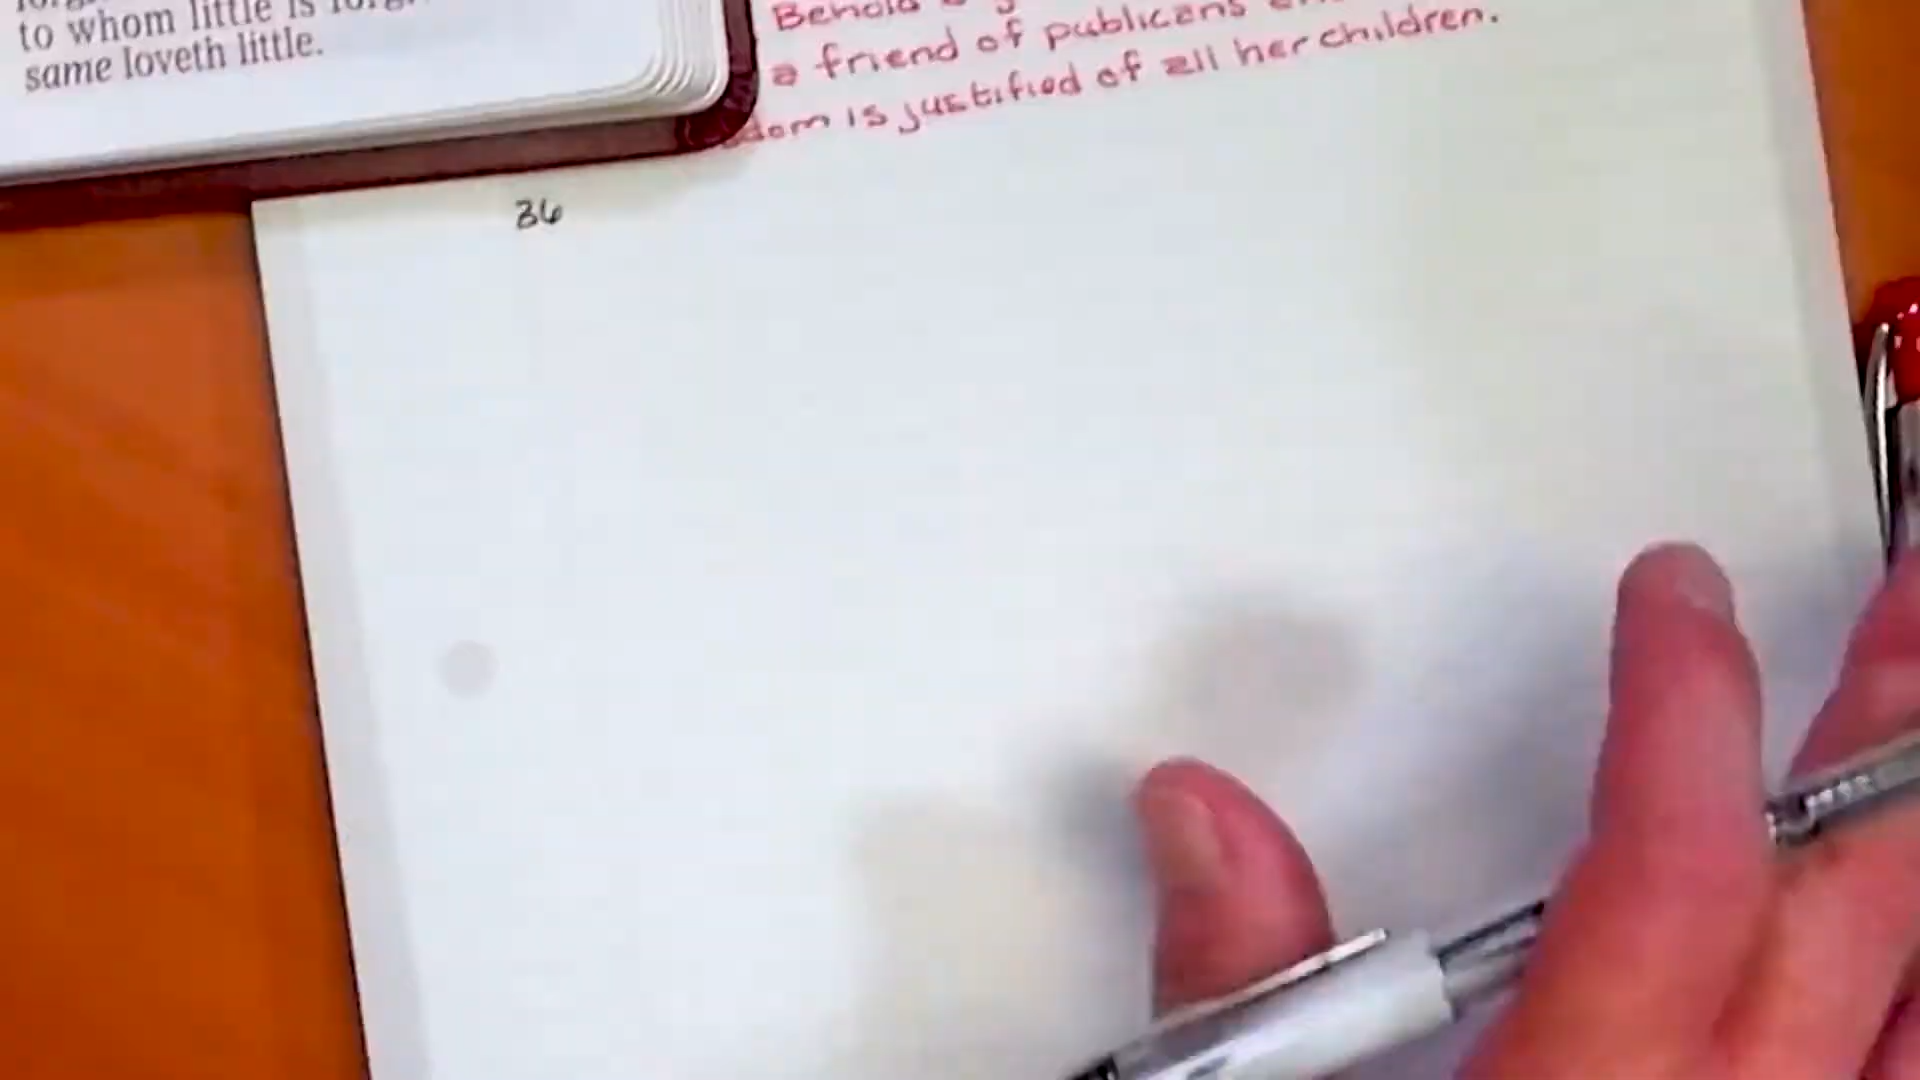 to whom little is
same loveth little.
Behold
a friend of publicans
dom is justified of all her children.
36